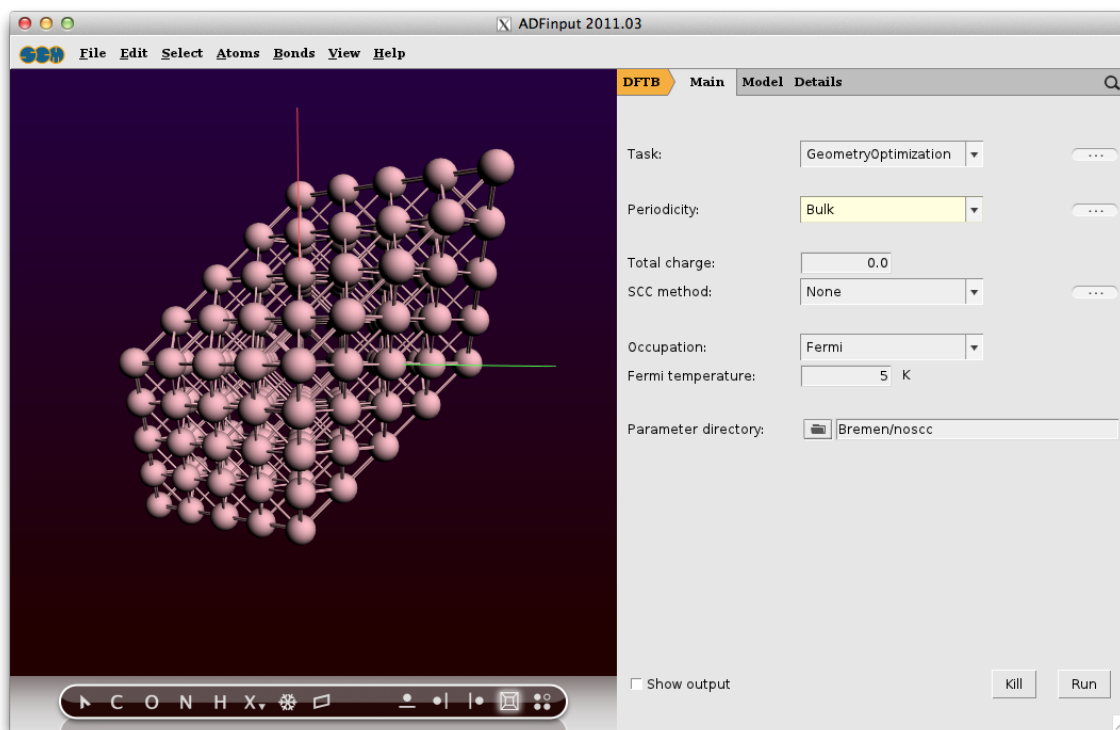 X ADFinput 2011.03
SCM File Edit Select Atoms Bonds View Help
DFTB Main Model Details
Task: GeometryOptimization ...
Periodicity: Bulk ...
Total charge: 0.0
SCC method: None ...
Occupation: Fermi
Fermi temperature: 5 K
Parameter directory: Bremen/noscc
Show output Kill Run
C O N H X